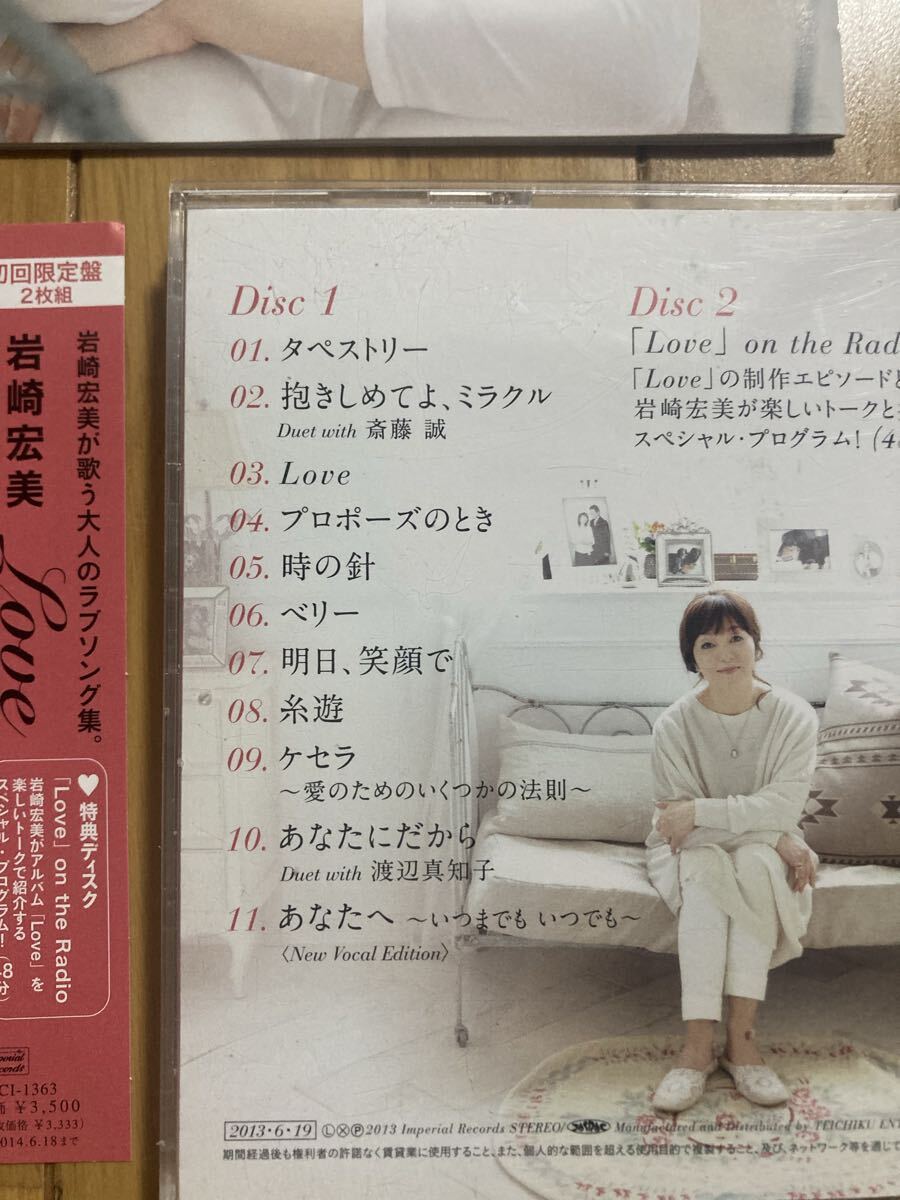 初回限定盤
2枚組
岩崎宏美が歌う大人のラブソング集。
岩崎宏美
Love
♥特典ディスク
「Love」on the Radio
岩崎宏美がアルバム「Love」を
楽しいトークで紹介する
スペシャル・プログラム!
CI-1363
¥3,500
¥3,333)
2014.6.18まで
Disc 1
01. タペストリー
02. 抱きしめてよ、ミラクル
Duet with 斎藤 誠
03. Love
04. プロポーズのとき
05. 時の針
06. ベリー
07. 明日、笑顔で
08. 糸遊
09. ケセラ
〜愛のためのいくつかの法則〜
10. あなたにだから
Duet with 渡辺真知子
11. あなたへ 〜いつまでも いつでも〜
〈New Vocal Edition〉
Disc 2
「Love」 on the Rad
「Love」の制作エピソードと
岩崎宏美が楽しいトークと
スペシャル・プログラム! (4
2013・6・19 ⓁⓍⓅ2013 Imperial Records STEREO/ Manufactured and Distributed by TEICHIKU ENT
期間経過後も権利者の許諾なく賃貸業に使用すること、また、個人的な範囲を超える使用目的で複製すること、及び、ネットワーク等を通じて